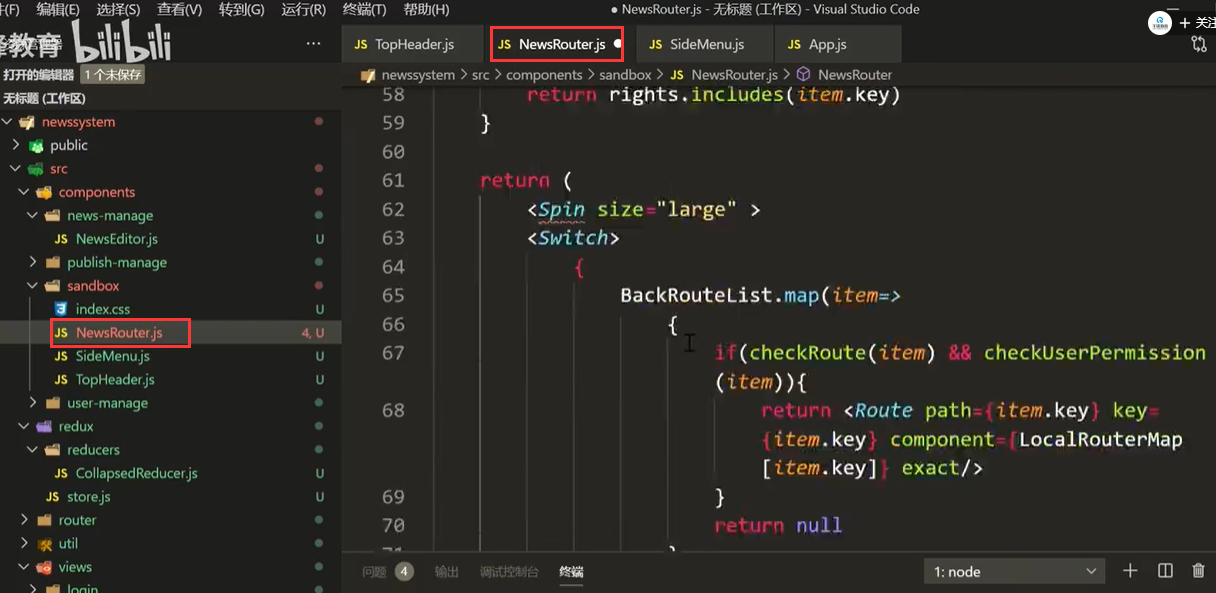 件(F) 编辑(E) 选择(S) 查看(V) 转到(G) 运行(R) 终端(T) 帮助(H) ● NewsRouter.js - 无标题 (工作区) - Visual Studio Code
+ 关注
教育 bilibili ···
JS TopHeader.js JS NewsRouter.js ● JS SideMenu.js JS App.js
打开的编辑器 1 个未保存
newssystem > src > components > sandbox > JS NewsRouter.js > NewsRouter
无标题 (工作区)
newssystem
public
src
components
news-manage
JS NewsEditor.js U
publish-manage
sandbox
index.css U
JS NewsRouter.js 4, U
JS SideMenu.js U
JS TopHeader.js U
user-manage
redux
reducers
JS CollapsedReducer.js U
JS store.js U
router
util
views
login
58 return rights.includes(item.key)
59 }
60
61 return (
62 <Spin size="large" >
63 <Switch>
64 {
65 BackRouteList.map(item=>
66 {
67 if(checkRoute(item) && checkUserPermission
(item)){
68 return <Route path={item.key} key=
{item.key} component={LocalRouterMap
[item.key]} exact/>
69 }
70 return null
71 }
问题 4 输出 调试控制台 终端 1: node